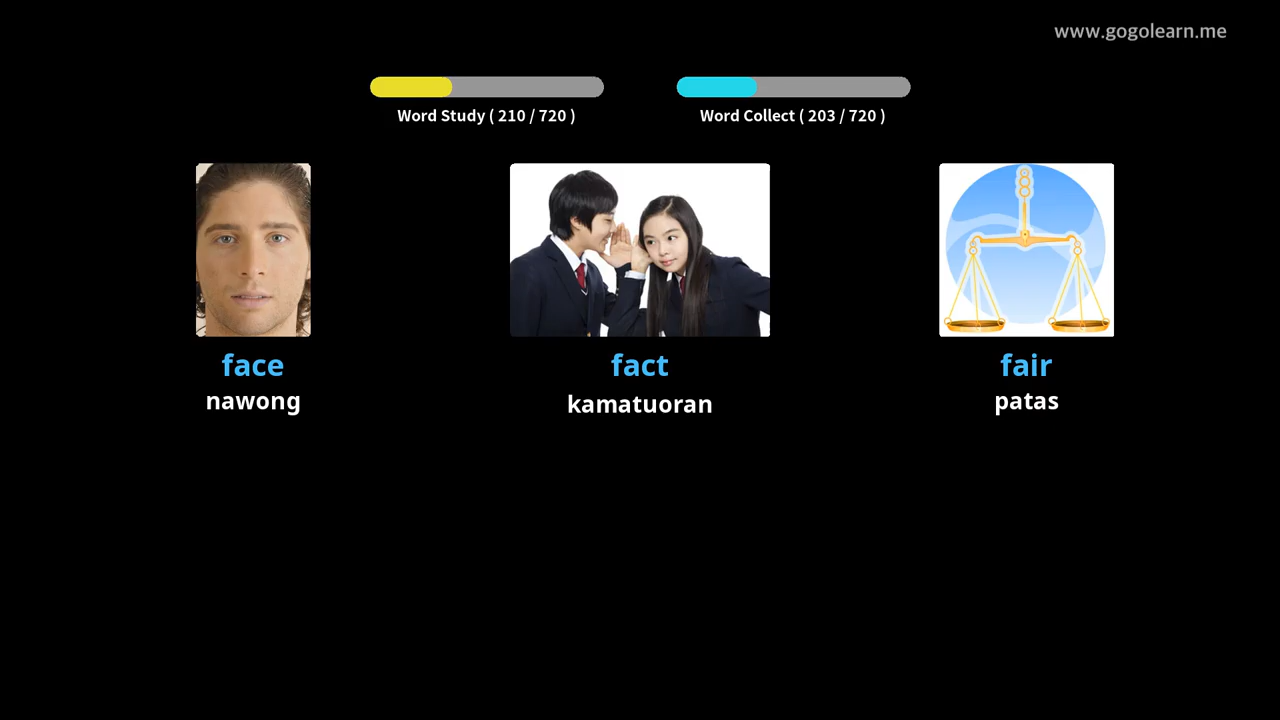 www.gogolearn.me
Word Study ( 210 / 720 )
Word Collect ( 203 / 720 )
face
nawong
fact
kamatuoran
fair
patas